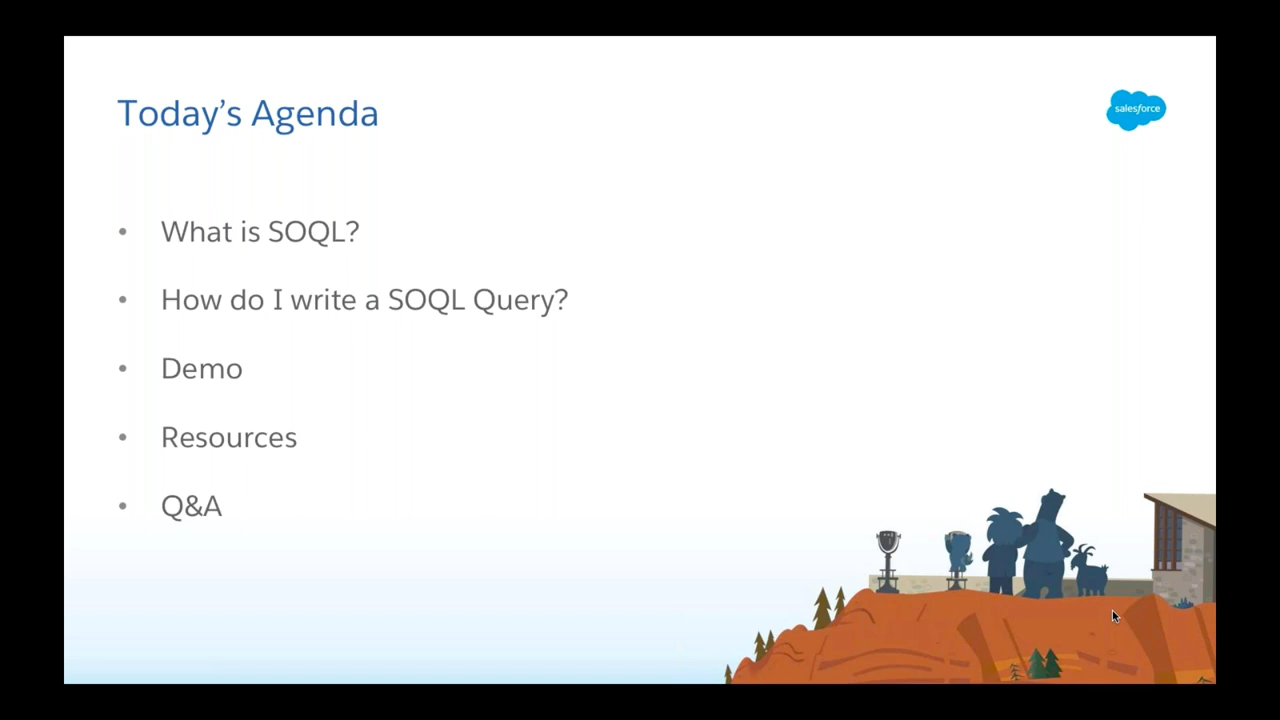 Today's Agenda
salesforce
• What is SOQL?
• How do I write a SOQL Query?
• Demo
• Resources
• Q&A